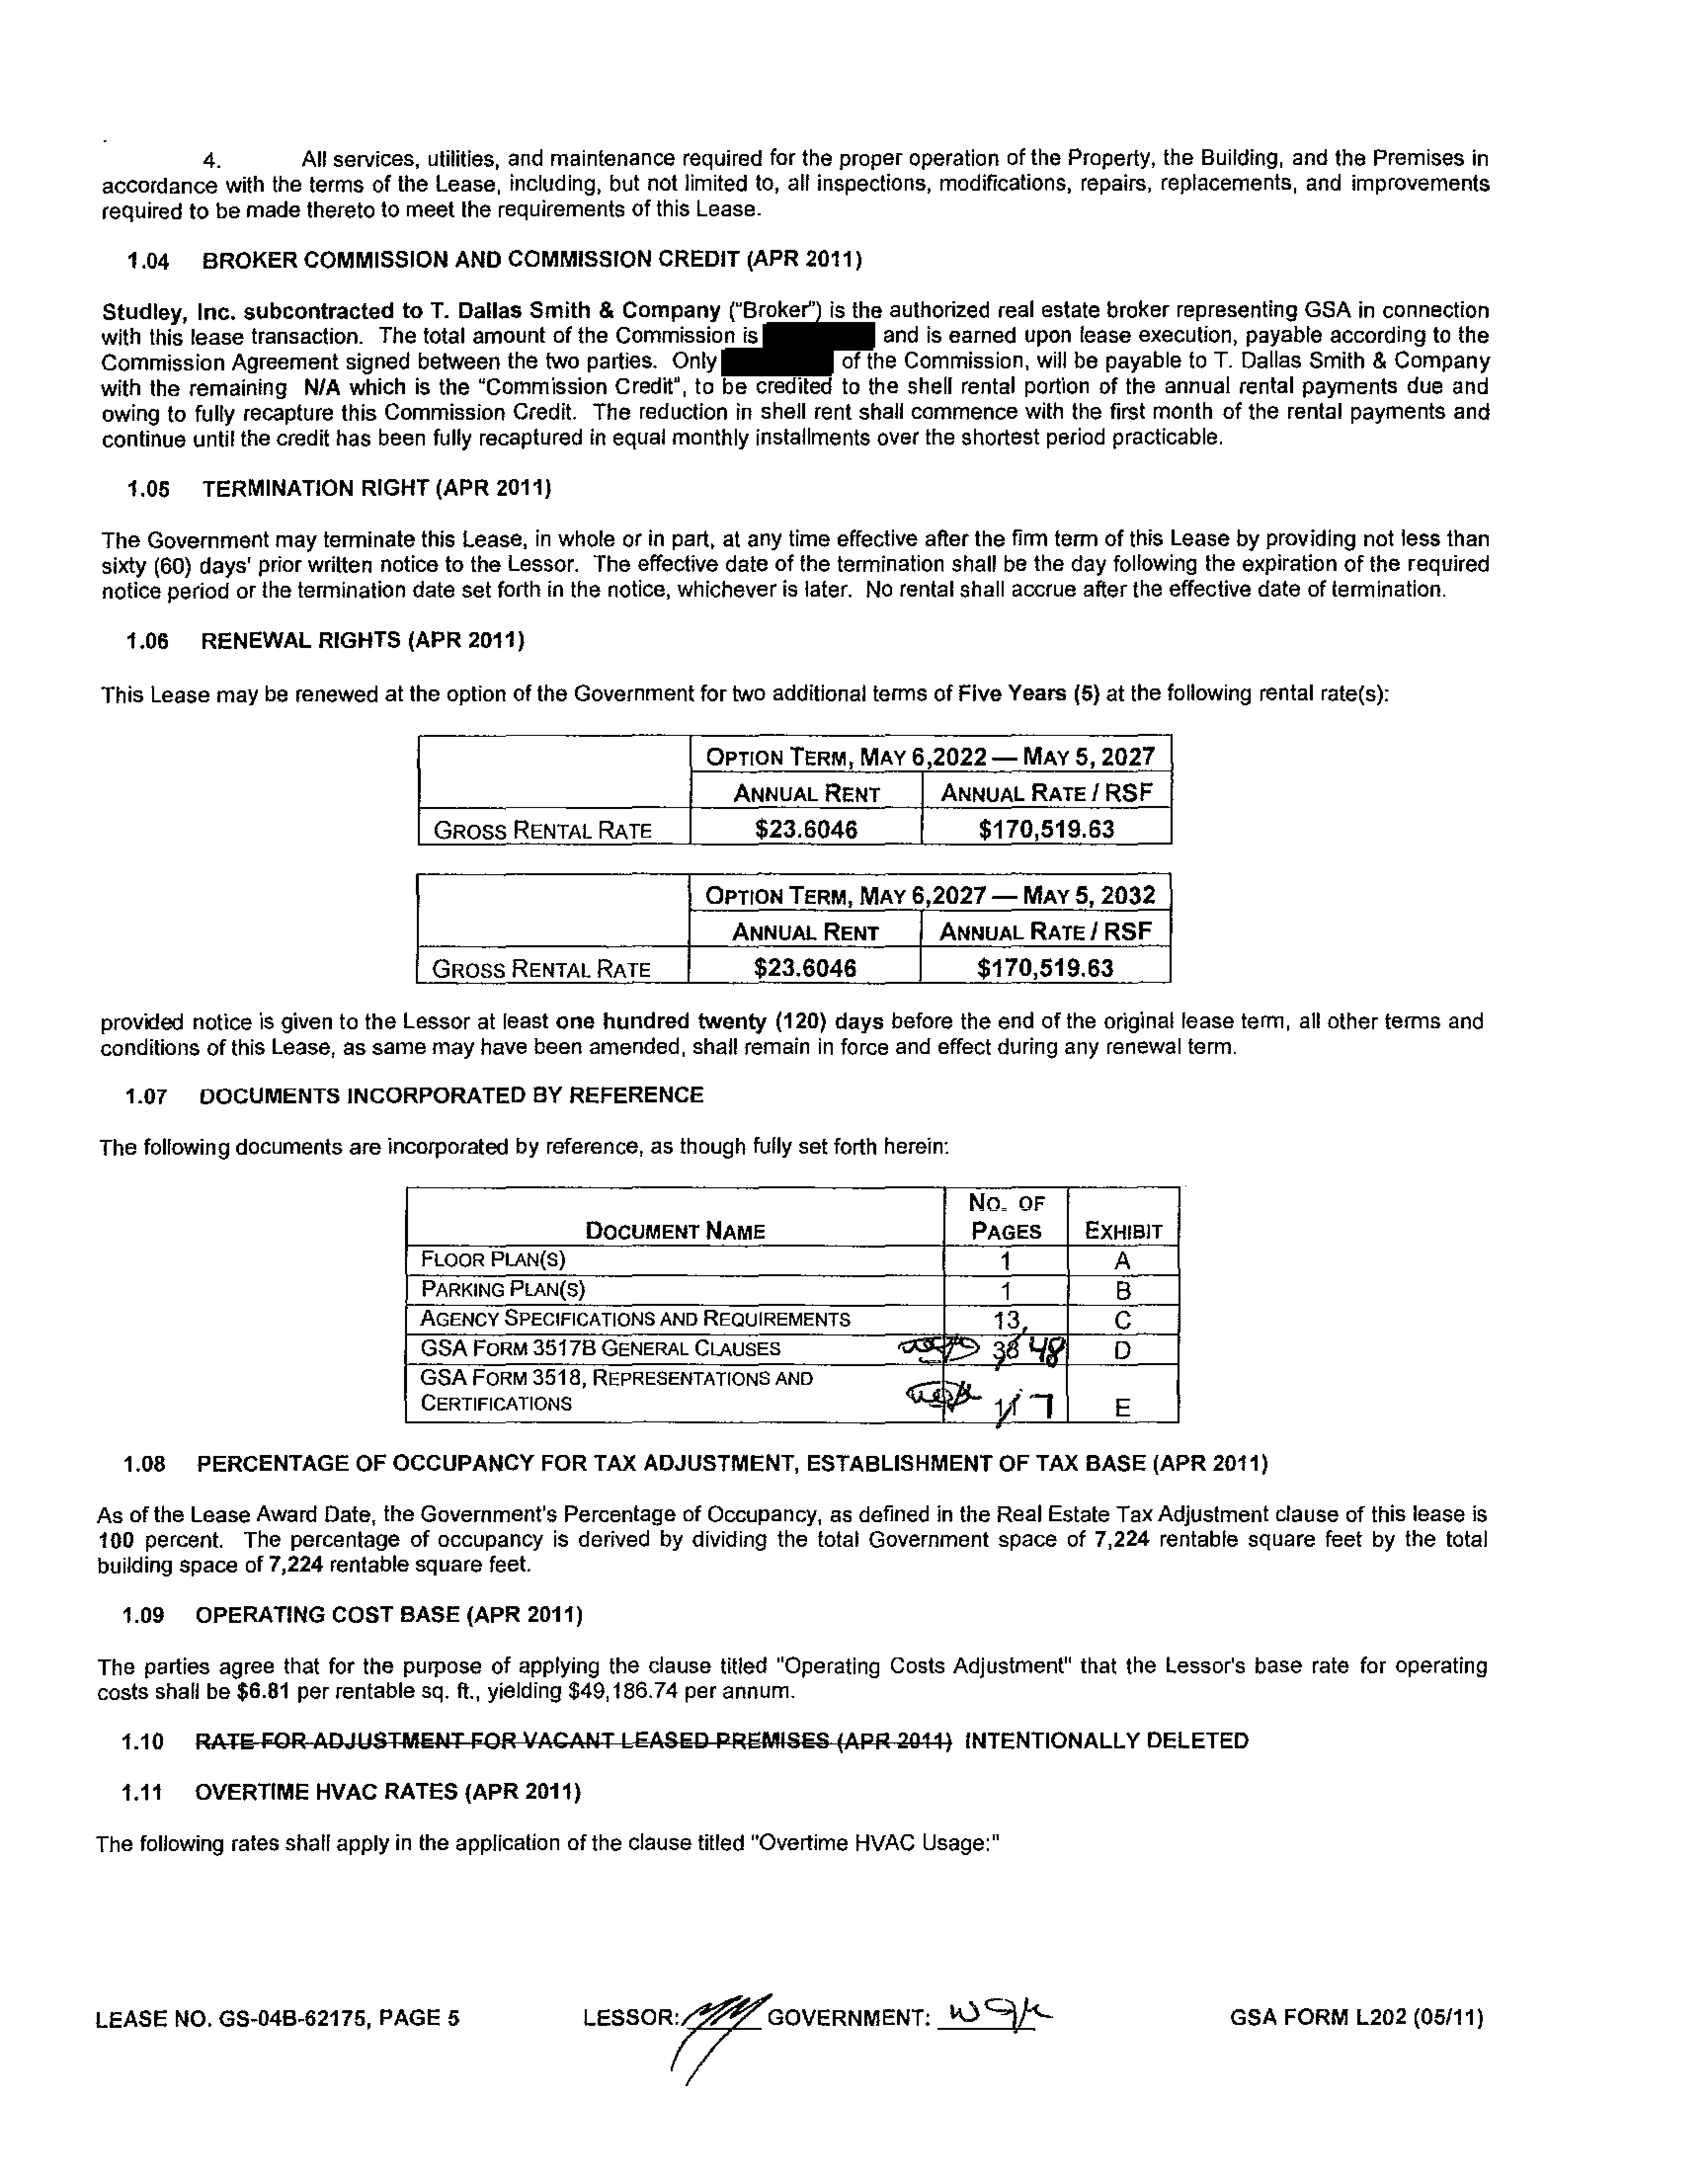 4. All services, utilities, and maintenance required for the proper operation of the Property, the Building, and the Premises in
accordance with the terms of the Lease, including, but not limited to, all inspections, modifications, repairs, replacements, and improvements
required to be made thereto to meet the requirements of this Lease.
1.04 BROKER COMMISSION AND COMMISSION CREDIT (APR 2011)
Studley, Inc. subcontracted to T. Dallas Smith & Company ("Broker") is the authorized real estate broker representing GSA in connection
with this lease transaction. The total amount of the Commission is and is earned upon lease execution, payable according to the
Commission Agreement signed between the two parties. Only of the Commission, will be payable to T. Dallas Smith & Company
with the remaining N/A which is the "Commission Credit", to be credited to the shell rental portion of the annual rental payments due and
owing to fully recapture this Commission Credit. The reduction in shell rent shall commence with the first month of the rental payments and
continue until the credit has been fully recaptured in equal monthly installments over the shortest period practicable.
1.05 TERMINATION RIGHT (APR 2011)
The Government may terminate this Lease, in whole or in part, at any time effective after the firm term of this Lease by providing not less than
sixty (60) days' prior written notice to the Lessor. The effective date of the termination shall be the day following the expiration of the required
notice period or the termination date set forth in the notice, whichever is later. No rental shall accrue after the effective date of termination.
1.06 RENEWAL RIGHTS (APR 2011)
This Lease may be renewed at the option of the Government for two additional terms of Five Years (5) at the following rental rate(s):
OPTION TERM, MAY 6,2022 — MAY 5, 2027
ANNUAL RENT ANNUAL RATE / RSF
GROSS RENTAL RATE $23.6046 $170,519.63
OPTION TERM, MAY 6,2027 — MAY 5, 2032
ANNUAL RENT ANNUAL RATE / RSF
GROSS RENTAL RATE $23.6046 $170,519.63
provided notice is given to the Lessor at least one hundred twenty (120) days before the end of the original lease term, all other terms and
conditions of this Lease, as same may have been amended, shall remain in force and effect during any renewal term.
1.07 DOCUMENTS INCORPORATED BY REFERENCE
The following documents are incorporated by reference, as though fully set forth herein:
NO. OF
DOCUMENT NAME PAGES EXHIBIT
FLOOR PLAN(S) 1 A
PARKING PLAN(S) 1 B
AGENCY SPECIFICATIONS AND REQUIREMENTS 13 C
GSA FORM 3517B GENERAL CLAUSES 48 D
GSA FORM 3518, REPRESENTATIONS AND
CERTIFICATIONS 7 E
1.08 PERCENTAGE OF OCCUPANCY FOR TAX ADJUSTMENT, ESTABLISHMENT OF TAX BASE (APR 2011)
As of the Lease Award Date, the Government's Percentage of Occupancy, as defined in the Real Estate Tax Adjustment clause of this lease is
100 percent. The percentage of occupancy is derived by dividing the total Government space of 7,224 rentable square feet by the total
building space of 7,224 rentable square feet.
1.09 OPERATING COST BASE (APR 2011)
The parties agree that for the purpose of applying the clause titled "Operating Costs Adjustment" that the Lessor's base rate for operating
costs shall be $6.81 per rentable sq. ft., yielding $49,186.74 per annum.
1.10 RATE FOR ADJUSTMENT FOR VACANT LEASED PREMISES (APR 2011) INTENTIONALLY DELETED
1.11 OVERTIME HVAC RATES (APR 2011)
The following rates shall apply in the application of the clause titled "Overtime HVAC Usage:"
LEASE NO. GS-04B-62175, PAGE 5 LESSOR: GOVERNMENT: GSA FORM L202 (05/11)